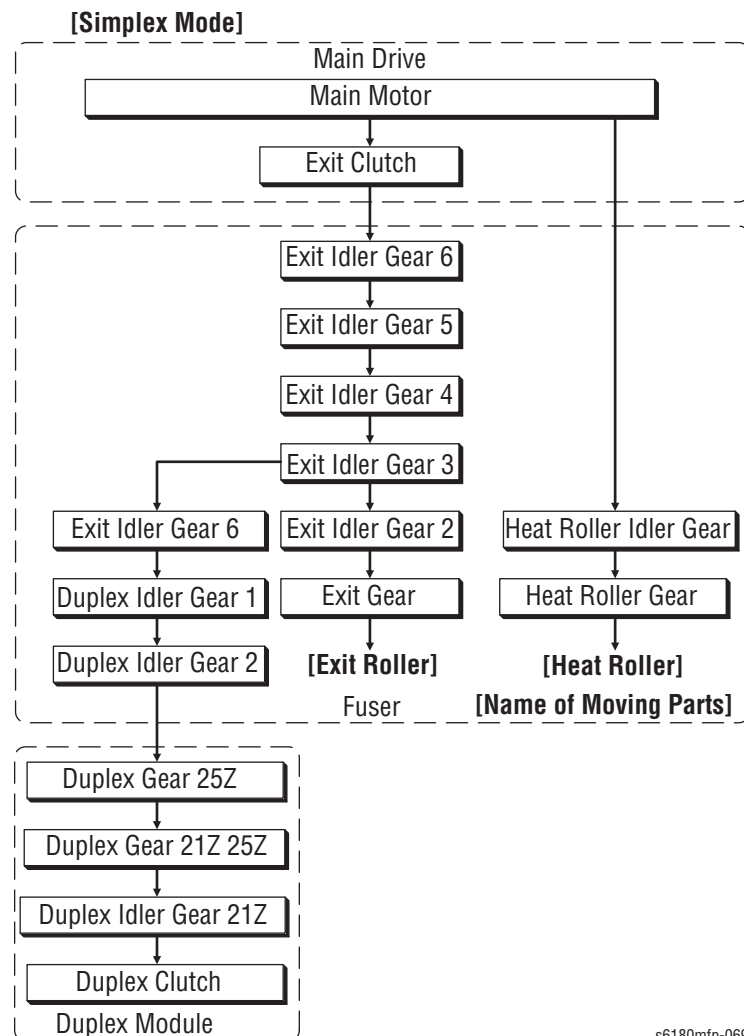 [Simplex Mode]
Main Drive
Main Motor
Exit Clutch
Exit Idler Gear 6
Exit Idler Gear 5
Exit Idler Gear 4
Exit Idler Gear 3
Exit Idler Gear 6
Exit Idler Gear 2
Heat Roller Idler Gear
Duplex Idler Gear 1
Exit Gear
Heat Roller Gear
Duplex Idler Gear 2
[Exit Roller]
[Heat Roller]
Fuser
[Name of Moving Parts]
Duplex Gear 25Z
Duplex Gear 21Z 25Z
Duplex Idler Gear 21Z
Duplex Clutch
Duplex Module
s6180mfp-069